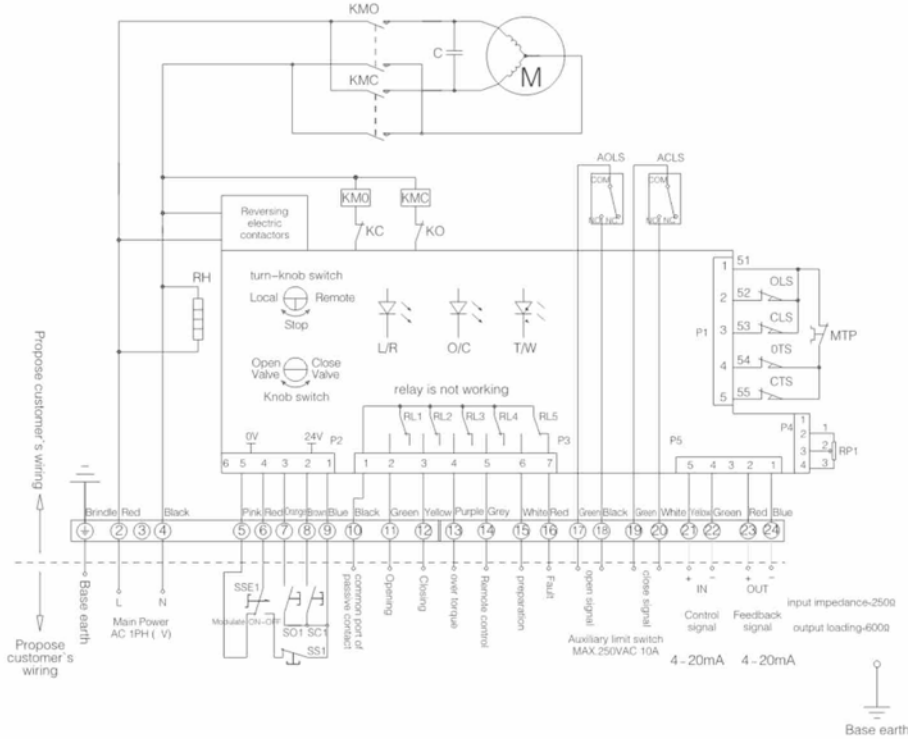 KMO
C
M
KMC
AOLS
ACLS
COM
COM
NO NC
NO NC
KM0
KMC
KC
KO
Reversing
electric
contactors
RH
turn-knob switch
Local
Remote
Stop
L/R
O/C
T/W
Open
Valve
Close
Valve
Knob switch
relay is not working
RL1
RL2
RL3
RL4
RL5
P1
1
2
3
4
5
51
52
53
54
55
OLS
CLS
0TS
CTS
MTP
P4
1
2
3
4
1
2
3
RP1
0V
24V
P2
6 5 4 3 2 1
P3
1 2 3 4 5 6 7
P5
5 4 3 2 1
Brindle Red Black Pink Red Orange Brown Blue Black Green Yellow Purple Grey White Red Green Black Green White Yellow Green Red Blue
2 3 4 5 6 7 8 9 10 11 12 13 14 15 16 17 18 19 20 21 22 23 24
Propose customer`s wiring
Propose
customer`s
wiring
Base earth
L
N
Main Power
AC 1PH ( V)
SSE1
Modulate ON-OFF
SO1
SC1
SS1
common port of
passive contact
Opening
Closing
over torque
Remote control
preparation
Fault
open signal
close signal
Auxiliary limit switch
MAX 250VAC 10A
+ IN −
Control
signal
4-20mA
+ OUT −
Feedback
signal
4-20mA
input impedance-250Ω
output loading-600Ω
Base earth